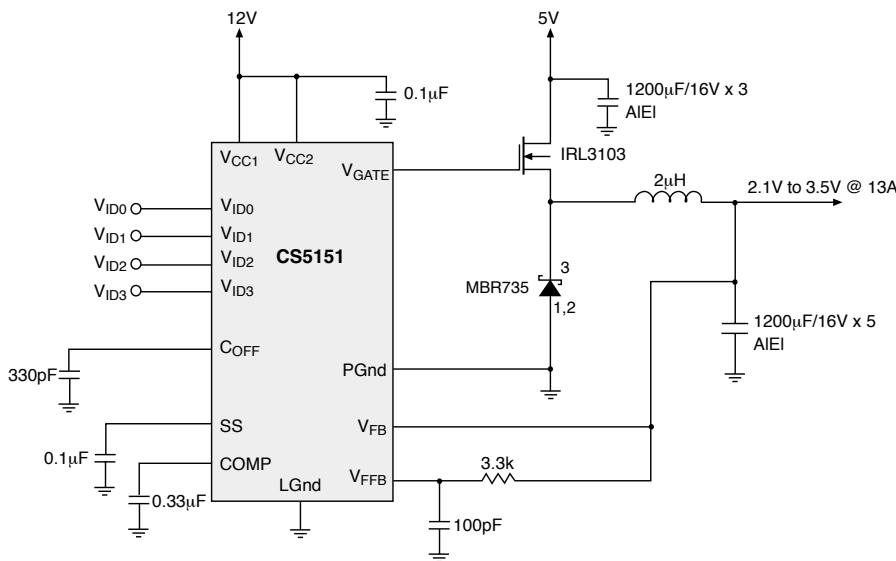 12V
5V
0.1μF
1200μF/16V x 3
AlEl
VCC1
VCC2
VGATE
IRL3103
2μH
2.1V to 3.5V @ 13A
VID0
VID0
VID1
VID1
VID2
VID2
VID3
VID3
CS5151
MBR735
3
1,2
1200μF/16V x 5
AlEl
COFF
330pF
PGnd
SS
0.1μF
VFB
COMP
0.33μF
LGnd
VFFB
3.3k
100pF